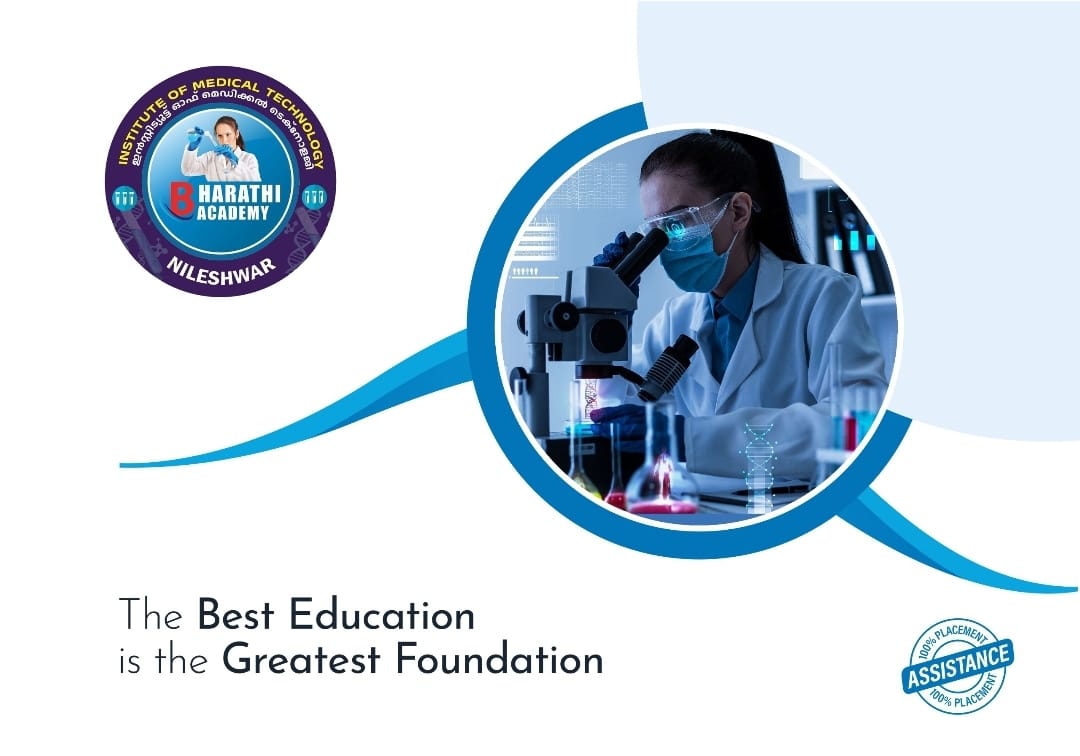 INSTITUTE OF MEDICAL TECHNOLOGY
ഇൻസ്റ്റിട്യൂട്ട് ഓഫ് മെഡിക്കൽ ടെക്നോളജി
BHARATHI
ACADEMY
NILESHWAR
The Best Education
is the Greatest Foundation
100% PLACEMENT
ASSISTANCE
100% PLACEMENT